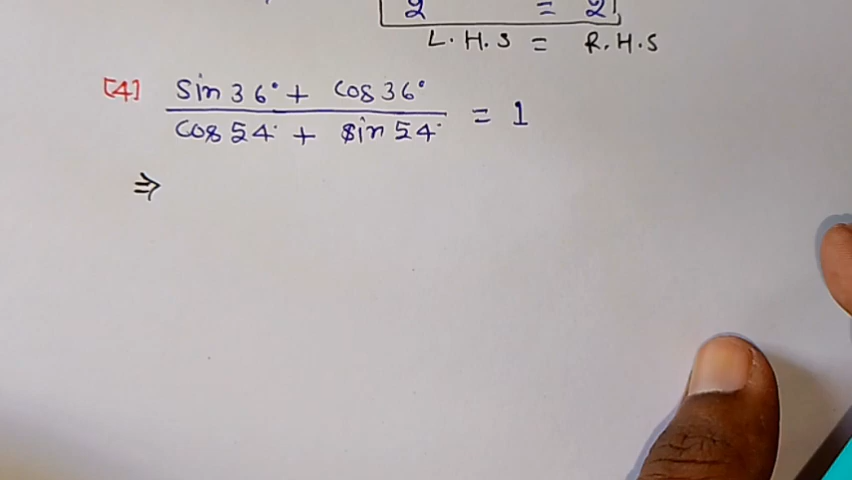 2 = 2
L.H.S = R.H.S
[4] Sin 36° + Cos 36°
Cos 54° + Sin 54° = 1
⇒